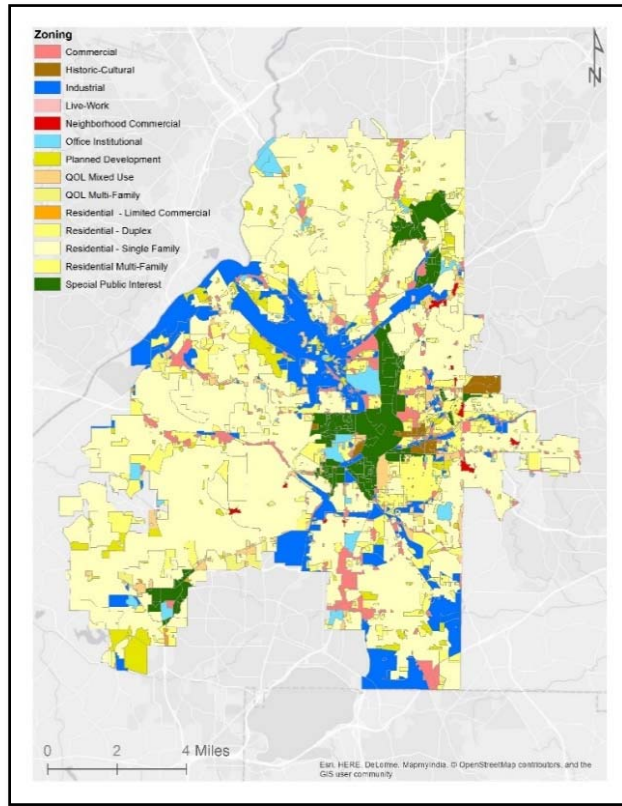 Zoning
Commercial
Historic-Cultural
Industrial
Live-Work
Neighborhood Commercial
Office Institutional
Planned Development
QOL Mixed Use
QOL Multi-Family
Residential - Limited Commercial
Residential - Duplex
Residential - Single Family
Residential Multi-Family
Special Public Interest
N
0 2 4 Miles
Esri, HERE, DeLorme, MapmyIndia, © OpenStreetMap contributors, and the
GIS user community